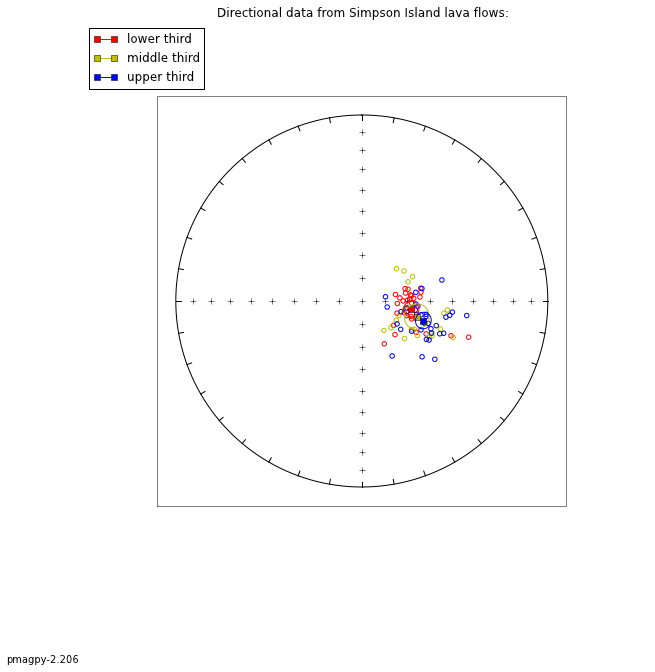 Directional data from Simpson Island lava flows:
lower third
middle third
upper third
pmagpy-2.206